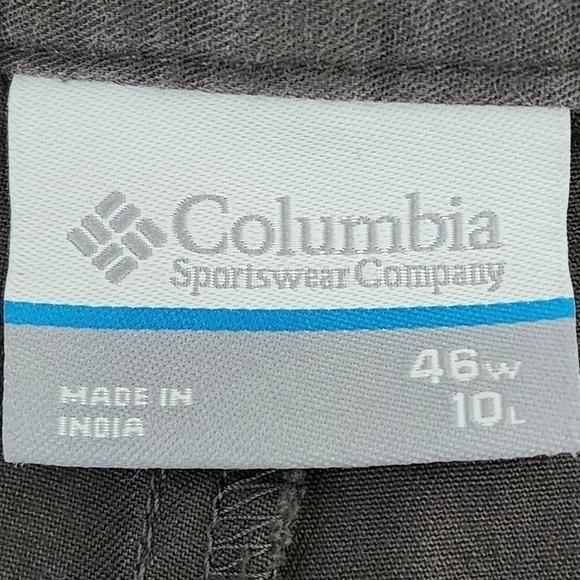 Columbia
Sportswear Company
46W
10L
MADE IN
INDIA